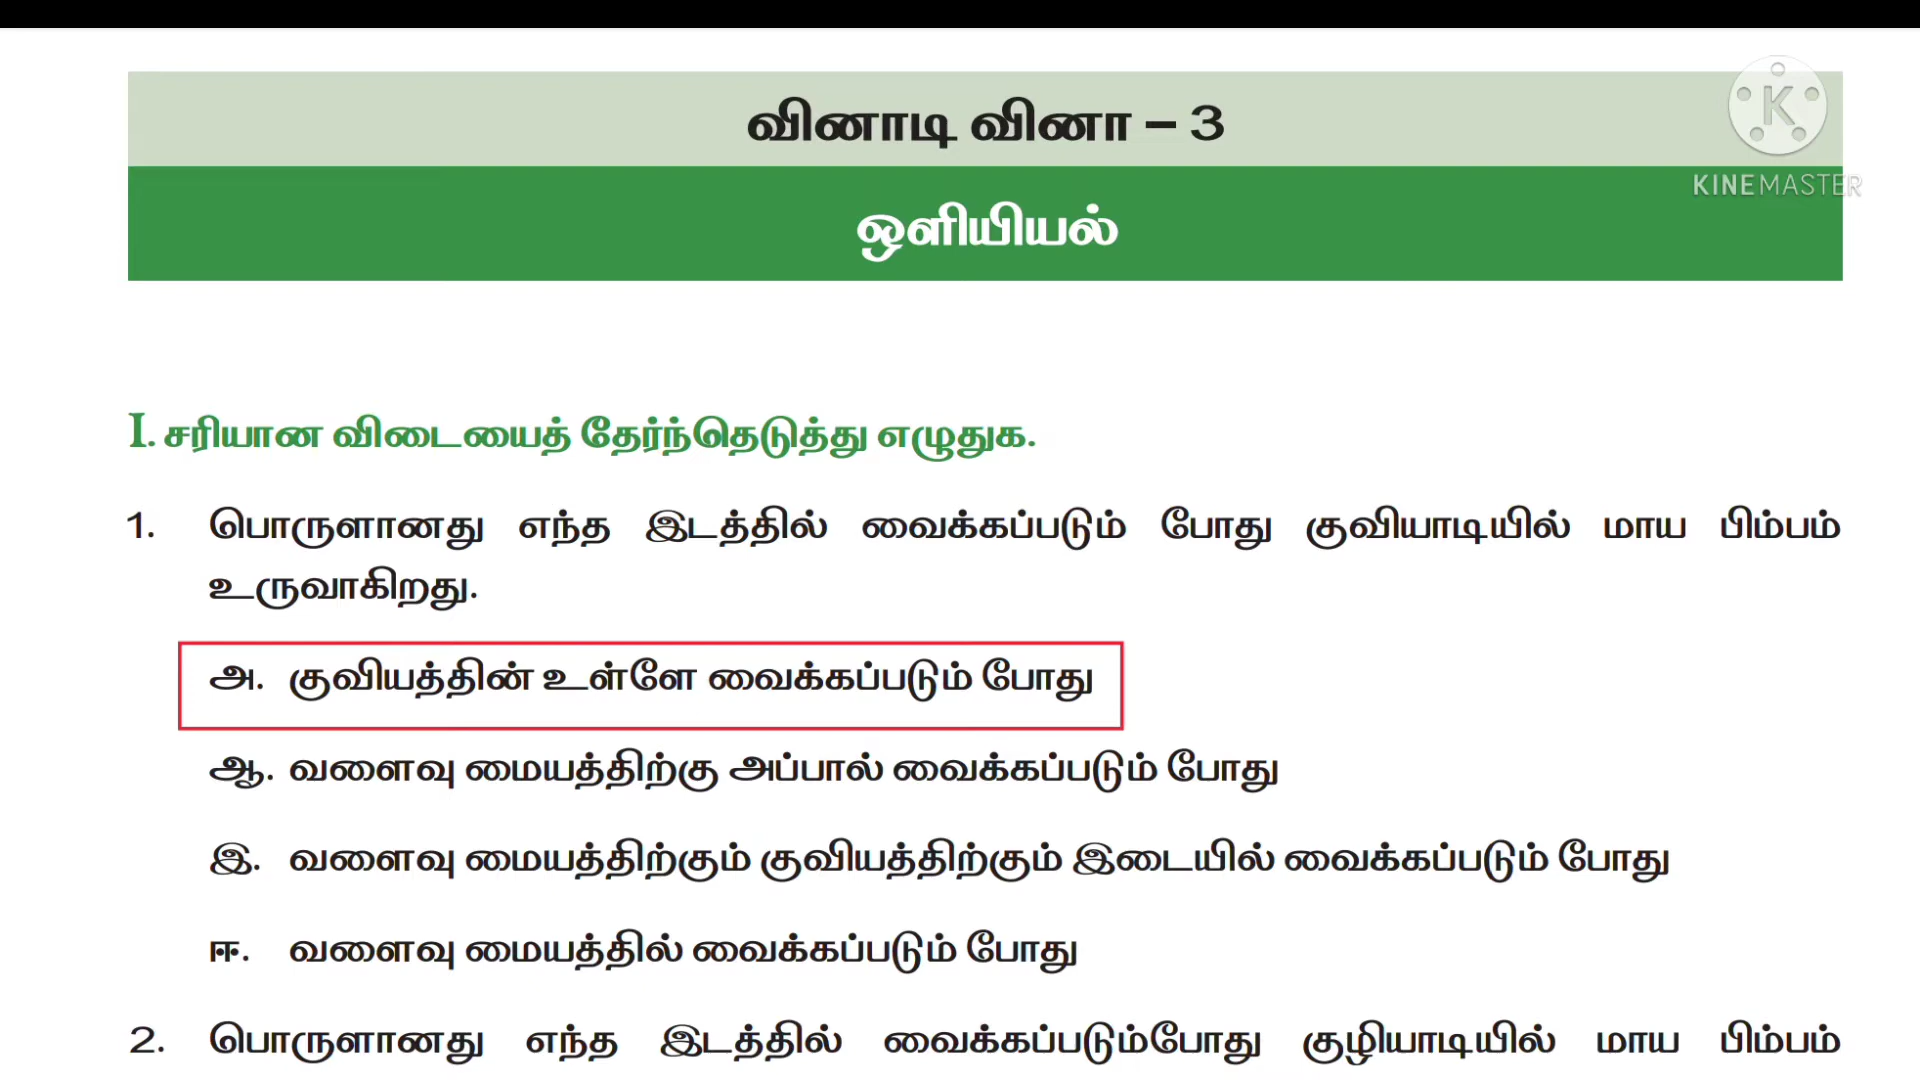 வினாடி வினா – 3
KINEMASTER
ஒளியியல்
I. சரியான விடையைத் தேர்ந்தெடுத்து எழுதுக.
1. பொருளானது எந்த இடத்தில் வைக்கப்படும் போது குவியாடியில் மாய பிம்பம்
உருவாகிறது.
அ. குவியத்தின் உள்ளே வைக்கப்படும் போது
ஆ. வளைவு மையத்திற்கு அப்பால் வைக்கப்படும் போது
இ. வளைவு மையத்திற்கும் குவியத்திற்கும் இடையில் வைக்கப்படும் போது
ஈ. வளைவு மையத்தில் வைக்கப்படும் போது
2. பொருளானது எந்த இடத்தில் வைக்கப்படும்போது குழியாடியில் மாய பிம்பம்